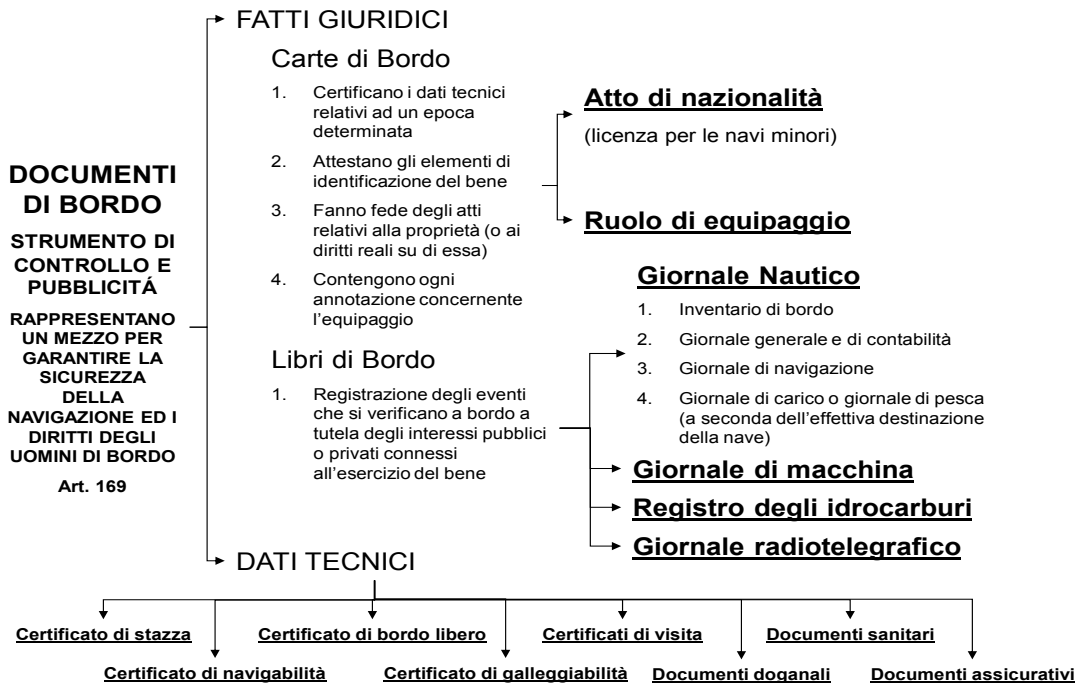 DOCUMENTI
DI BORDO
STRUMENTO DI
CONTROLLO E
PUBBLICITÁ
RAPPRESENTANO
UN MEZZO PER
GARANTIRE LA
SICUREZZA
DELLA
NAVIGAZIONE ED I
DIRITTI DEGLI
UOMINI DI BORDO
Art. 169
FATTI GIURIDICI
Carte di Bordo
1. Certificano i dati tecnici
relativi ad un epoca
determinata
2. Attestano gli elementi di
identificazione del bene
3. Fanno fede degli atti
relativi alla proprietà (o ai
diritti reali su di essa)
4. Contengono ogni
annotazione concernente
l’equipaggio
Atto di nazionalità
(licenza per le navi minori)
Ruolo di equipaggio
Libri di Bordo
1. Registrazione degli eventi
che si verificano a bordo a
tutela degli interessi pubblici
o privati connessi
all’esercizio del bene
Giornale Nautico
1. Inventario di bordo
2. Giornale generale e di contabilità
3. Giornale di navigazione
4. Giornale di carico o giornale di pesca
(a seconda dell’effettiva destinazione
della nave)
Giornale di macchina
Registro degli idrocarburi
Giornale radiotelegrafico
DATI TECNICI
Certificato di stazza
Certificato di bordo libero
Certificati di visita
Documenti sanitari
Certificato di navigabilità
Certificato di galleggiabilità
Documenti doganali
Documenti assicurativi